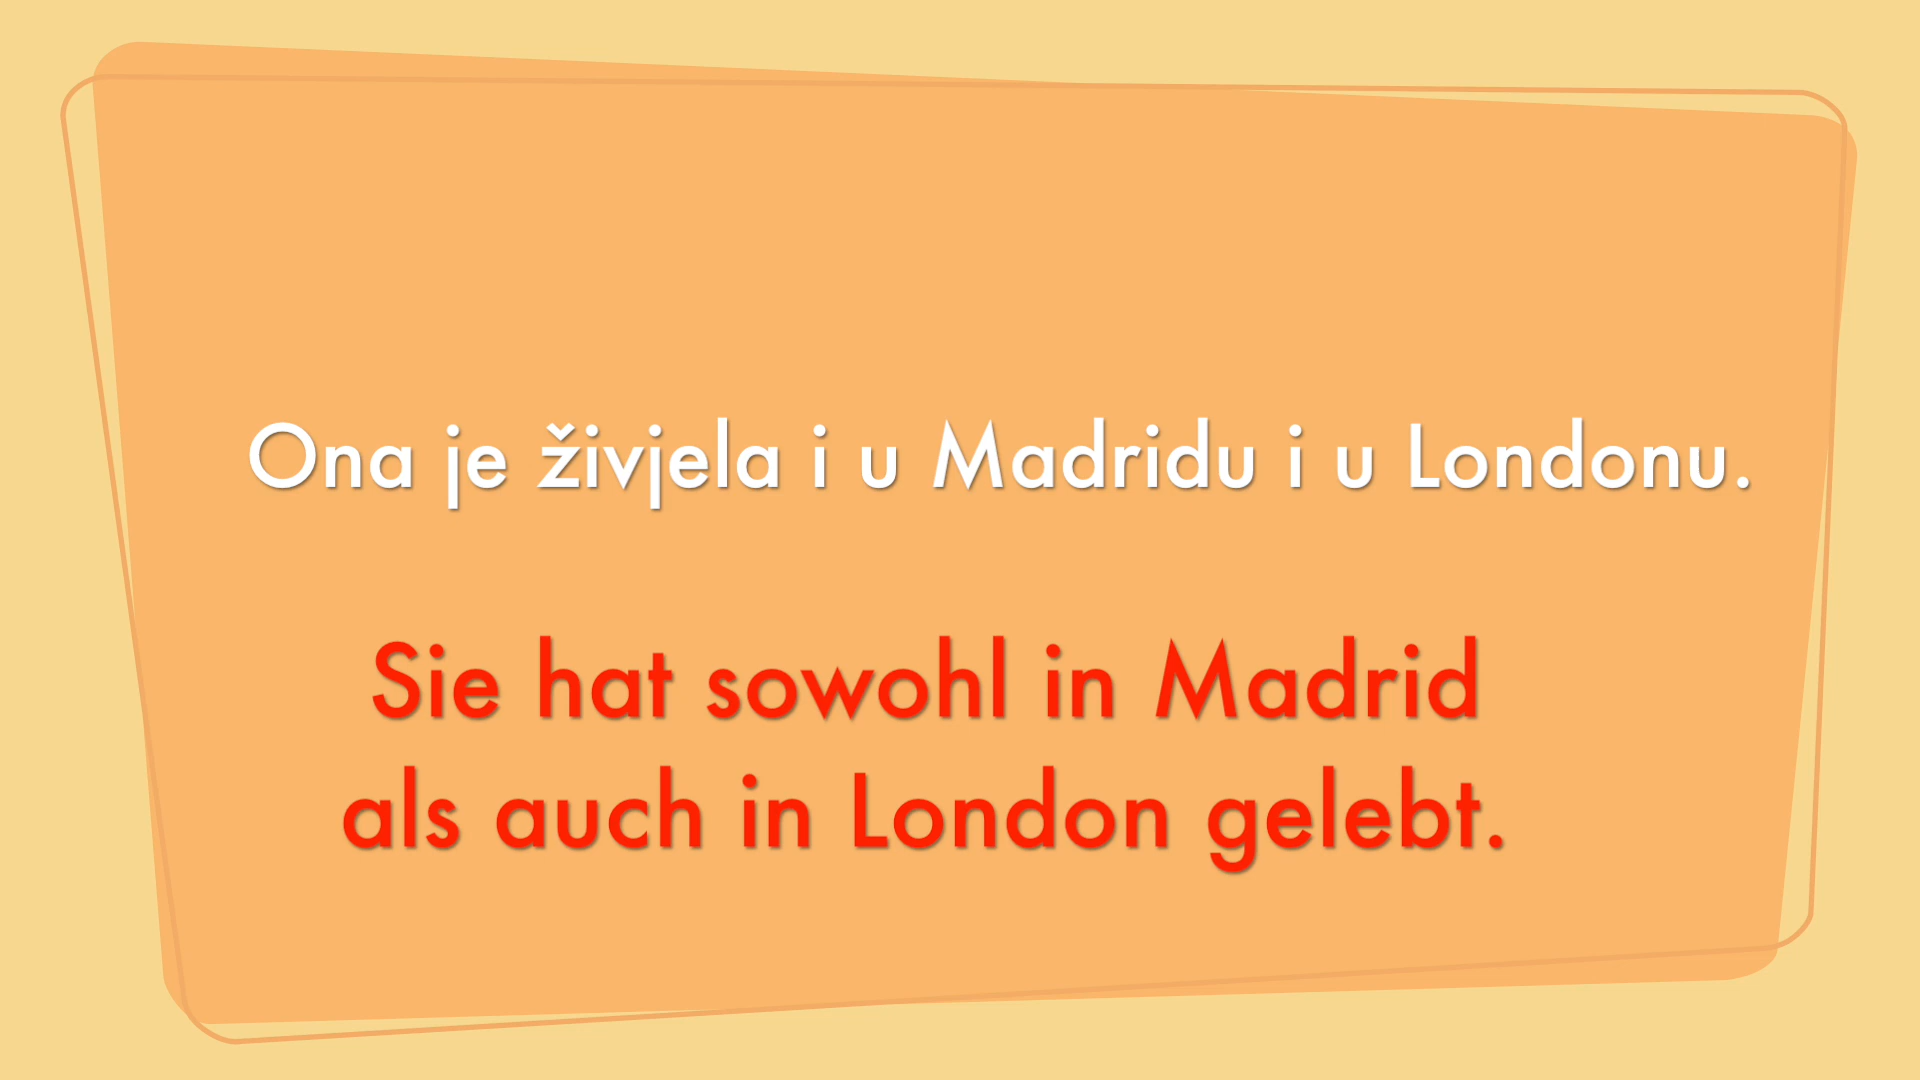 Ona je živjela i u Madridu i u Londonu.
Sie hat sowohl in Madrid
als auch in London gelebt.